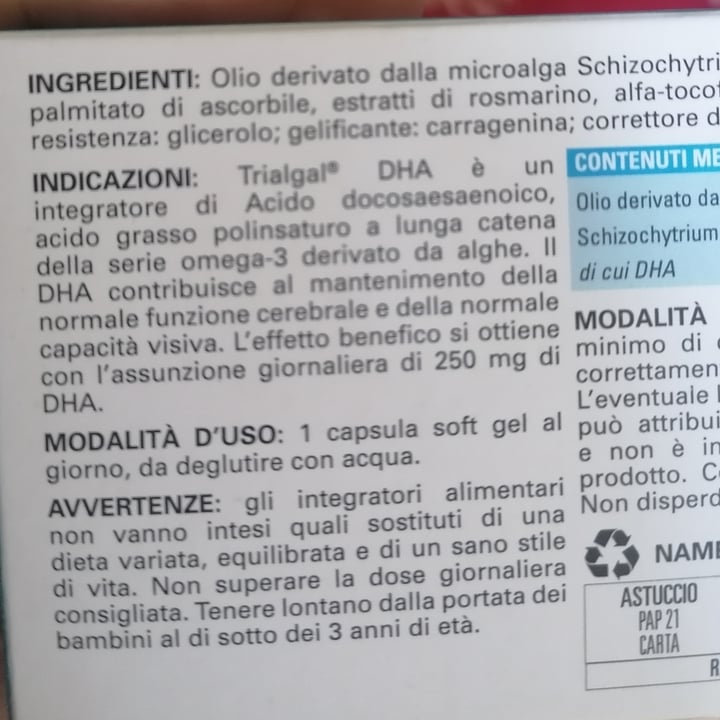 INGREDIENTI: Olio derivato dalla microalga Schizochytri
palmitato di ascorbile, estratti di rosmarino, alfa-tocof
resistenza: glicerolo; gelificante: carragenina; correttore d
INDICAZIONI: Trialgal® DHA è un
integratore di Acido docosaesaenoico,
acido grasso polinsaturo a lunga catena
della serie omega-3 derivato da alghe. Il
DHA contribuisce al mantenimento della
normale funzione cerebrale e della normale
capacità visiva. L'effetto benefico si ottiene
con l'assunzione giornaliera di 250 mg di
DHA.
MODALITÀ D'USO: 1 capsula soft gel al
giorno, da deglutire con acqua.
AVVERTENZE: gli integratori alimentari
non vanno intesi quali sostituti di una
dieta variata, equilibrata e di un sano stile
di vita. Non superare la dose giornaliera
consigliata. Tenere lontano dalla portata dei
bambini al di sotto dei 3 anni di età.
CONTENUTI ME
Olio derivato da
Schizochytrium
di cui DHA
MODALITÀ
minimo di
correttamen
L'eventuale
può attribui
e non è in
prodotto. C
Non disperd
NAME
ASTUCCIO
PAP 21
CARTA
R